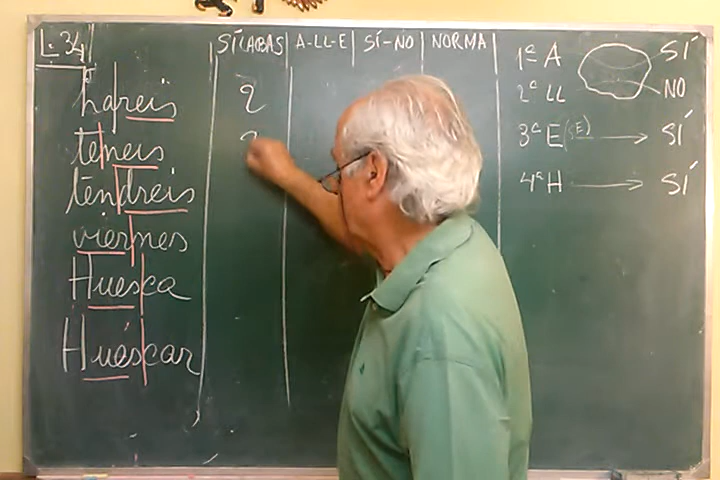 L. 34
SÍLABAS A-LL-E SÍ-NO NORMA
haréis 2
tenéis
tendréis
viernes
Huesca
Huéscar
1ª A SÍ
2ª LL NO
3ª E(SE) → SÍ
4ª H → SÍ